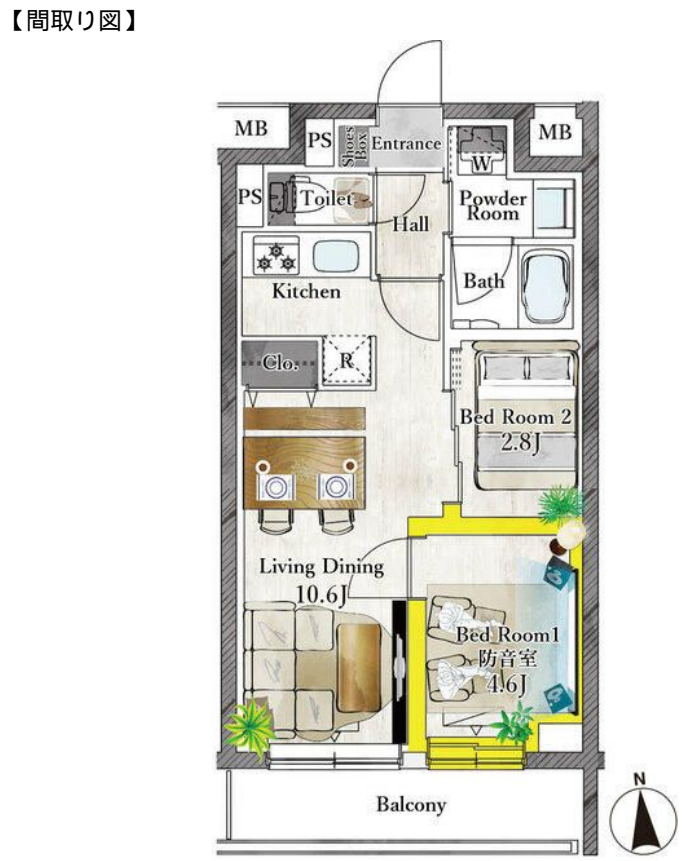 【間取り図】
MB
PS
Shoes Box
Entrance
W
MB
PS
Toilet
Hall
Powder
Room
Kitchen
Bath
Clo.
R
Bed Room 2
2.8J
Living Dining
10.6J
Bed Room1
防音室
4.6J
Balcony
N